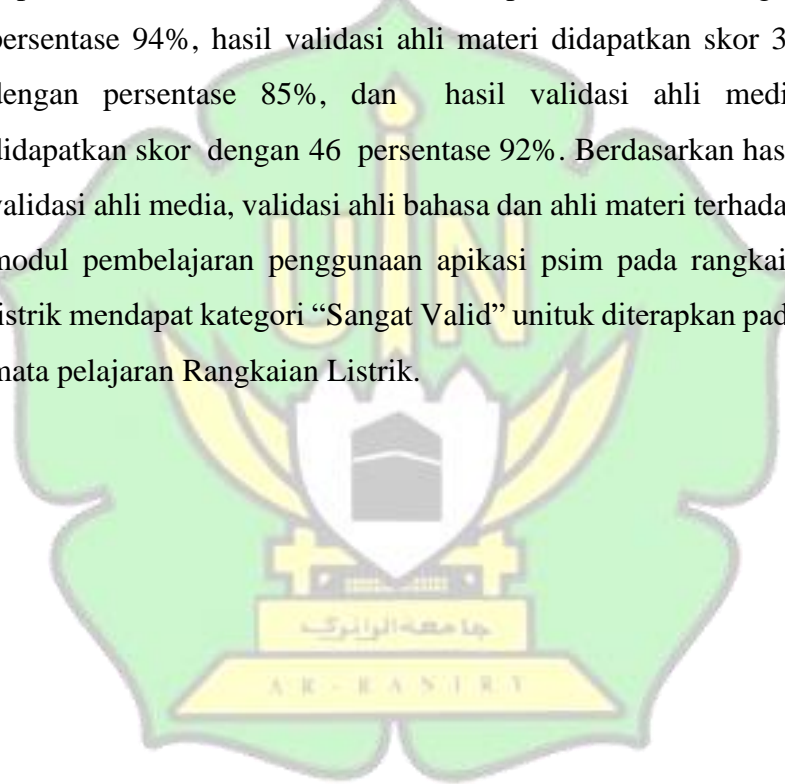 persentase 94%, hasil validasi ahli materi didapatkan skor 3
dengan persentase 85%, dan hasil validasi ahli medi
didapatkan skor dengan 46 persentase 92%. Berdasarkan has
validasi ahli media, validasi ahli bahasa dan ahli materi terhada
modul pembelajaran penggunaan apikasi psim pada rangkai
listrik mendapat kategori “Sangat Valid” unituk diterapkan pad
mata pelajaran Rangkaian Listrik.
UIN
جامعة الرانري
AR-RANIRY